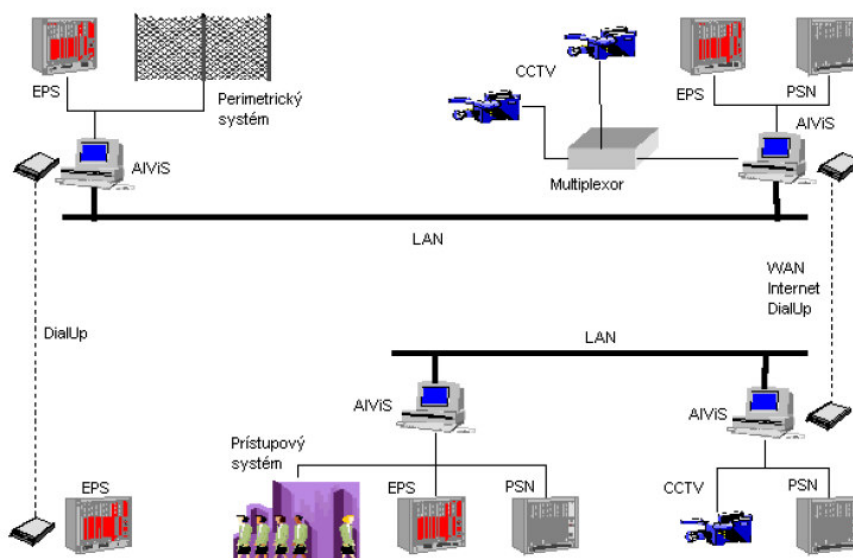 EPS
Perimetrický
systém
CCTV
EPS
PSN
AlViS
AlViS
Multiplexor
LAN
WAN
Internet
DialUp
DialUp
LAN
AlViS
AlViS
Prístupový
systém
EPS
EPS
PSN
CCTV
PSN